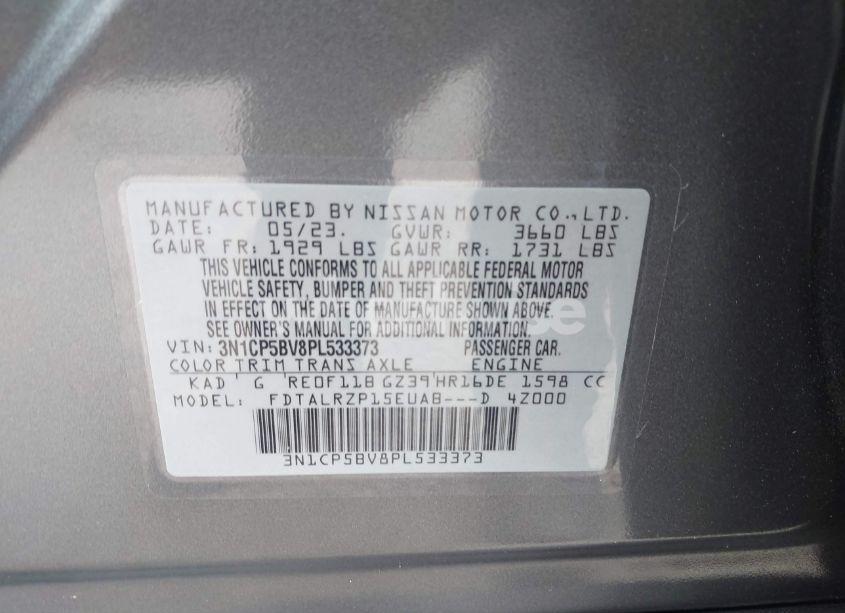 MANUFACTURED BY NISSAN MOTOR CO.,LTD.
DATE: 05/23. GVWR: 3660 LBS
GAWR FR: 1929 LBS GAWR RR: 1731 LBS
THIS VEHICLE CONFORMS TO ALL APPLICABLE FEDERAL MOTOR
VEHICLE SAFETY, BUMPER AND THEFT PREVENTION STANDARDS
IN EFFECT ON THE DATE OF MANUFACTURE SHOWN ABOVE.
SEE OWNER'S MANUAL FOR ADDITIONAL INFORMATION.
VIN: 3N1CP5BV8PL533373 PASSENGER CAR.
COLOR TRIM TRANS AXLE ENGINE
KAD G RE0F11B GZ39 HR16DE 1598 CC
MODEL: FDTALRZP15EUAB---D 4Z000
3N1CP5BV8PL533373